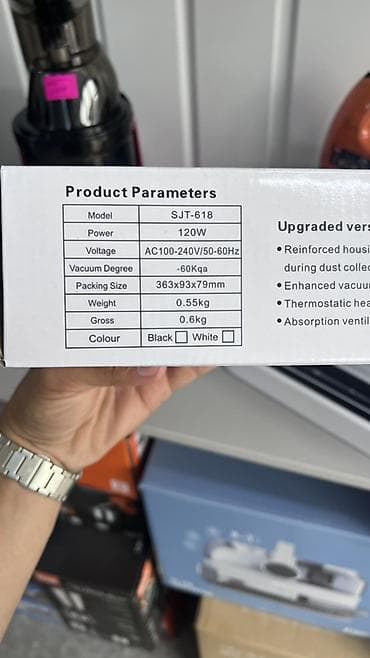 Product Parameters
Model SJT-618
Power 120W
Voltage AC100-240V/50-60Hz
Vacuum Degree -60Kqa
Packing Size 363x93x79mm
Weight 0.55kg
Gross 0.6kg
Colour Black White
Upgraded vers
• Reinforced housi
during dust collec
• Enhanced vacuu
• Thermostatic hea
• Absorption ventil